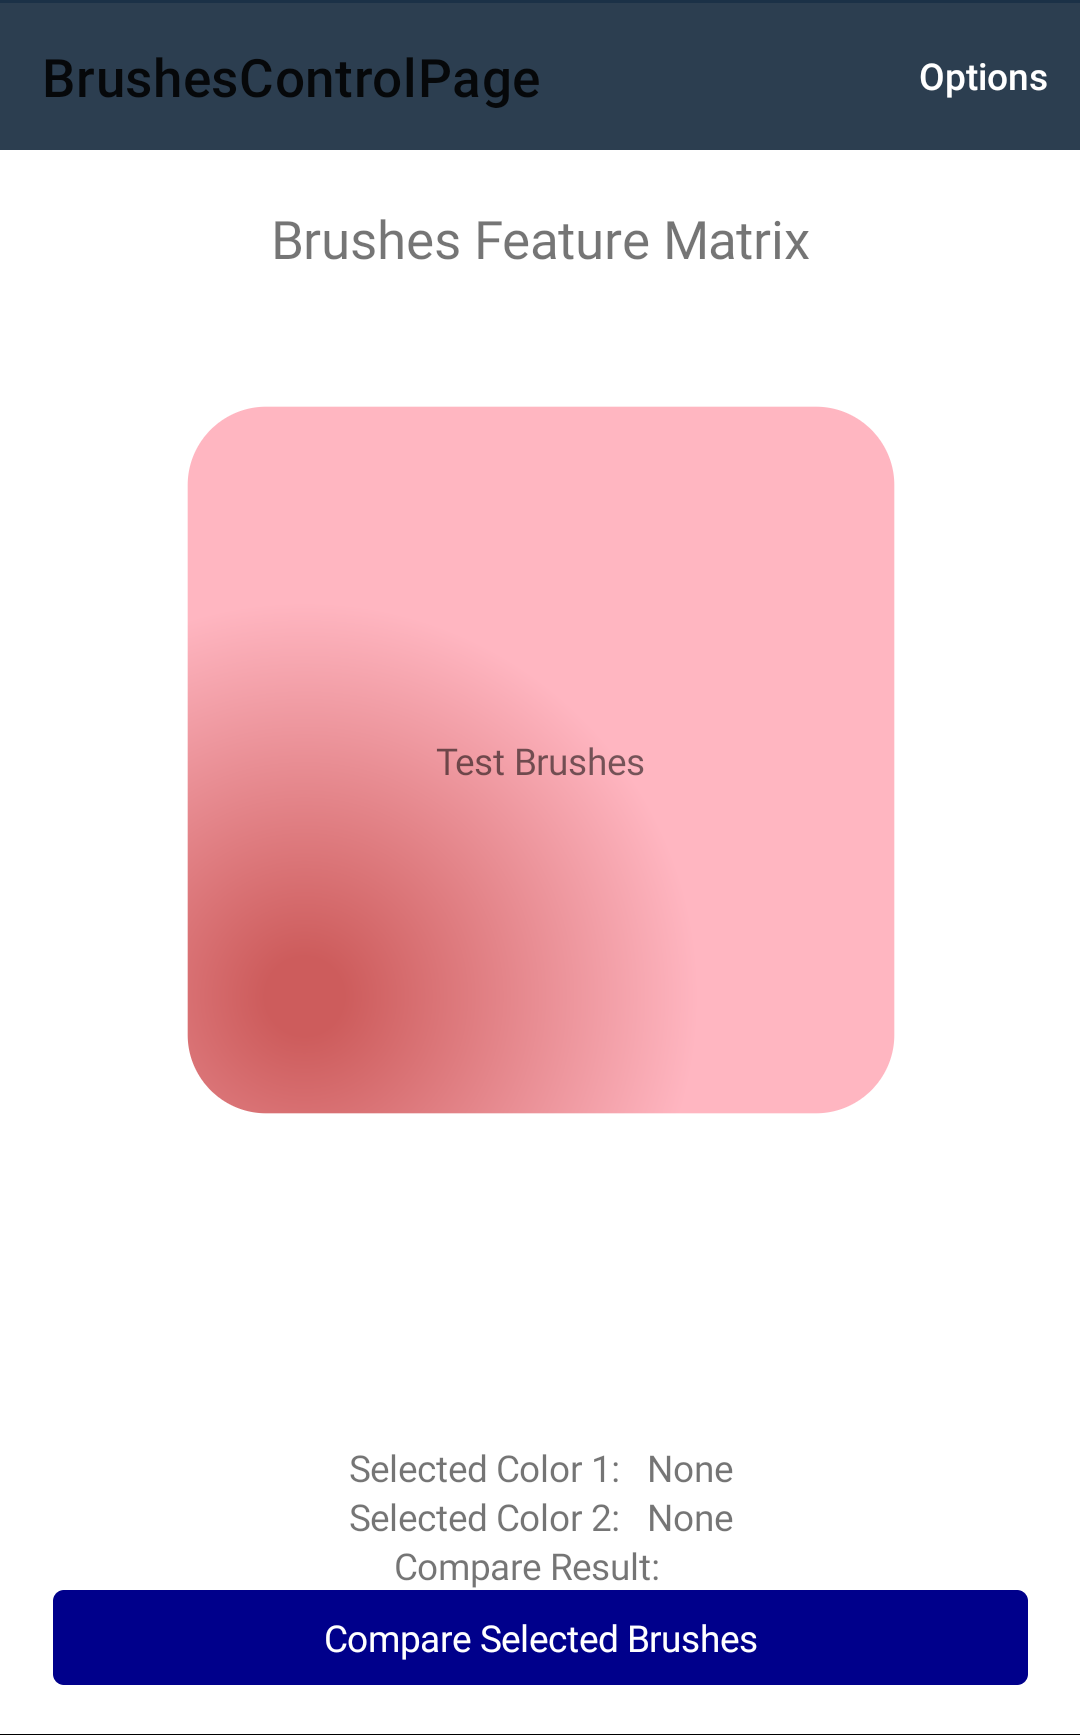 BrushesControlPage
Options
Brushes Feature Matrix
Test Brushes
Selected Color 1: None
Selected Color 2: None
Compare Result:
Compare Selected Brushes